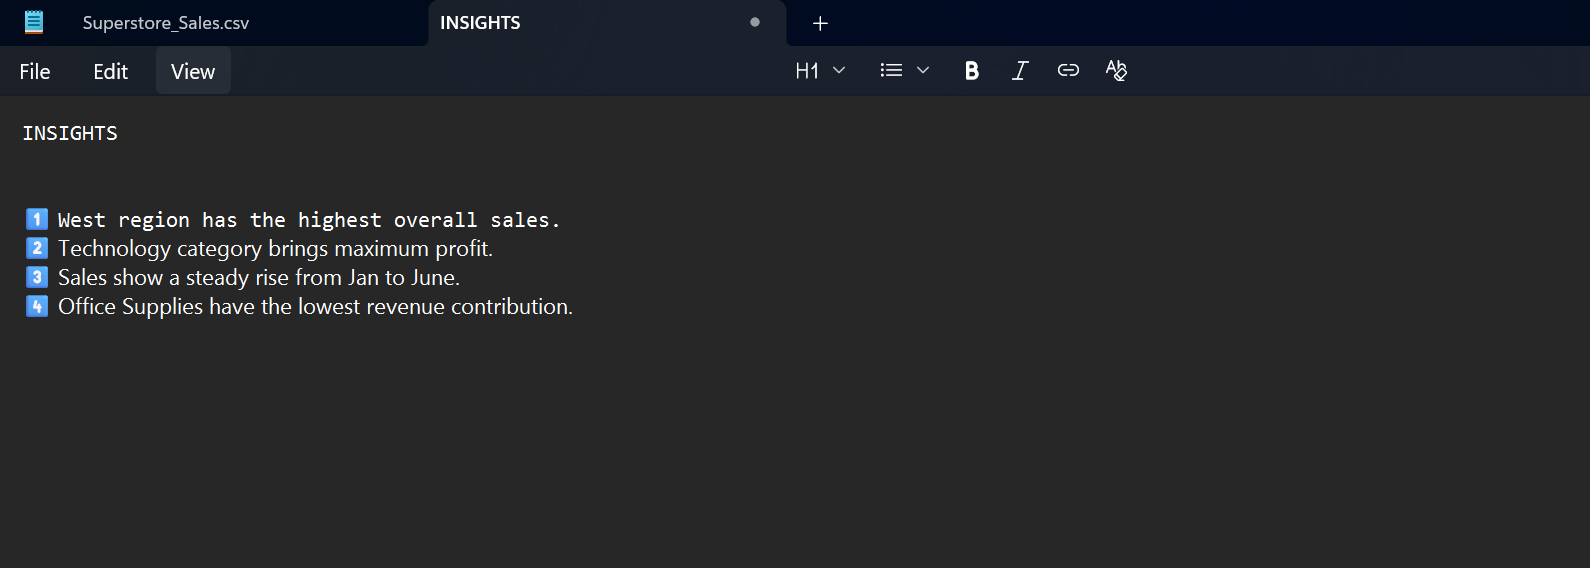 Superstore_Sales.csv INSIGHTS
File Edit View H1 B I Ab
INSIGHTS
1 West region has the highest overall sales.
2 Technology category brings maximum profit.
3 Sales show a steady rise from Jan to June.
4 Office Supplies have the lowest revenue contribution.